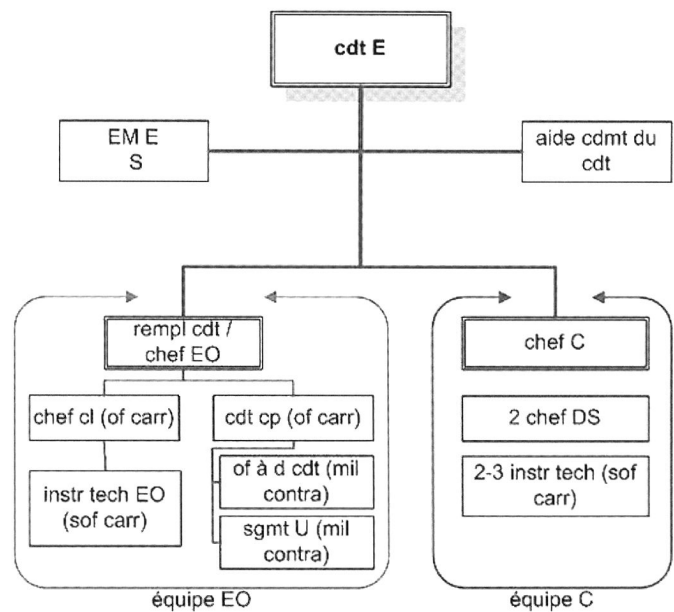 cdt E
EM E
S
aide cdmt du
cdt
rempl cdt /
chef EO
chef C
chef cl (of carr)
cdt cp (of carr)
2 chef DS
instr tech EO
(sof carr)
of à d cdt (mil
contra)
2-3 instr tech (sof
carr)
sgmt U (mil
contra)
équipe EO
équipe C